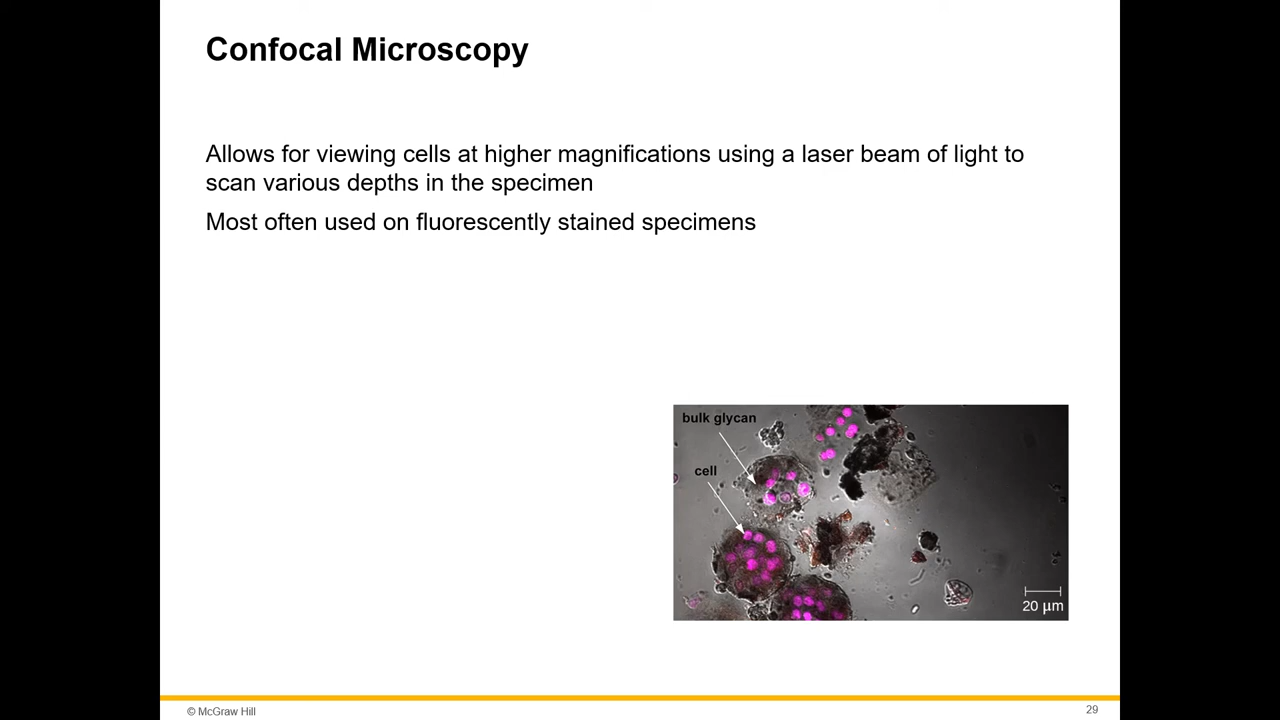 Confocal Microscopy
Allows for viewing cells at higher magnifications using a laser beam of light to
scan various depths in the specimen
Most often used on fluorescently stained specimens
bulk glycan
cell
20 µm
© McGraw Hill
29